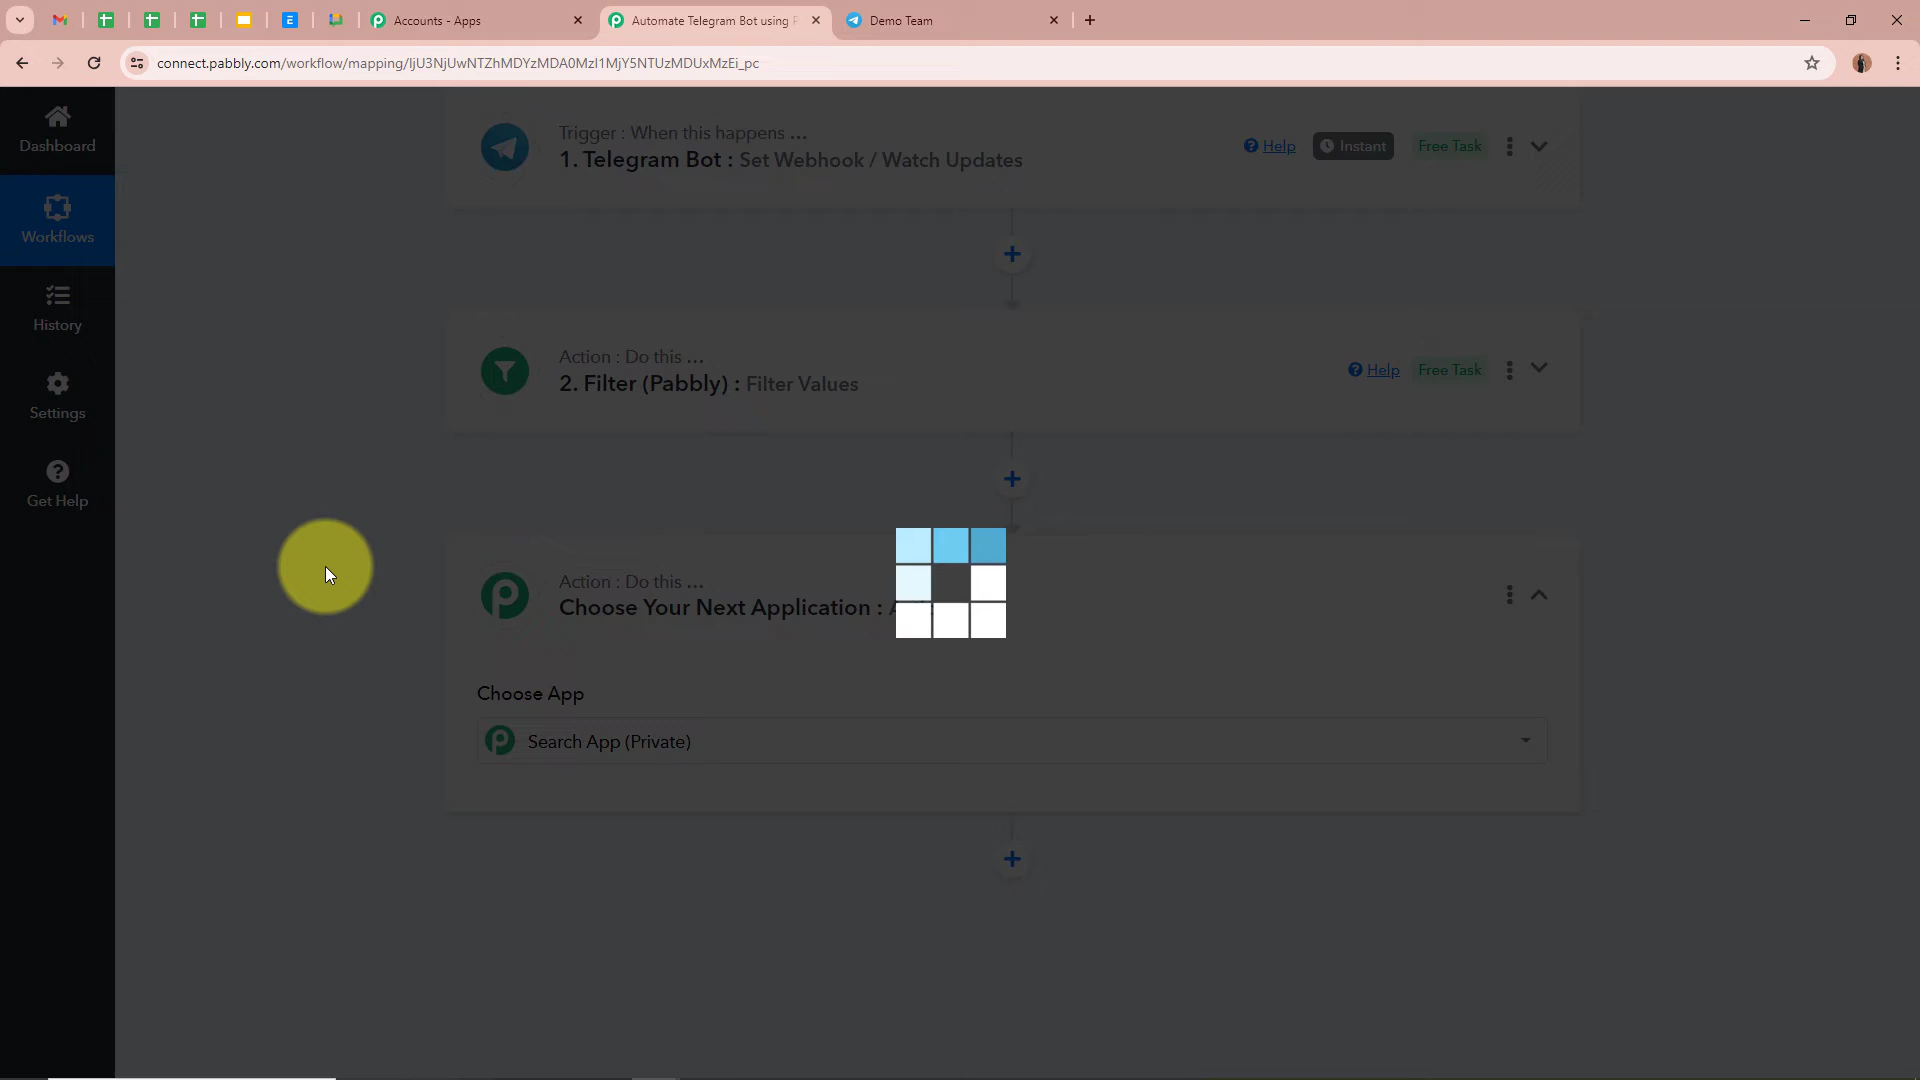 Accounts - Apps
Automate Telegram Bot using P
Demo Team
connect.pabbly.com/workflow/mapping/IjU3NjUwNTZhMDYzMDA0MzI1MjY5NTUzMDUxMzEi_pc
Dashboard
Workflows
History
Settings
Get Help
Trigger : When this happens ...
1. Telegram Bot : Set Webhook / Watch Updates
Help
Instant
Free Task
Action : Do this ...
2. Filter (Pabbly) : Filter Values
Help
Free Task
Action : Do this ...
Choose Your Next Application :
Choose App
Search App (Private)